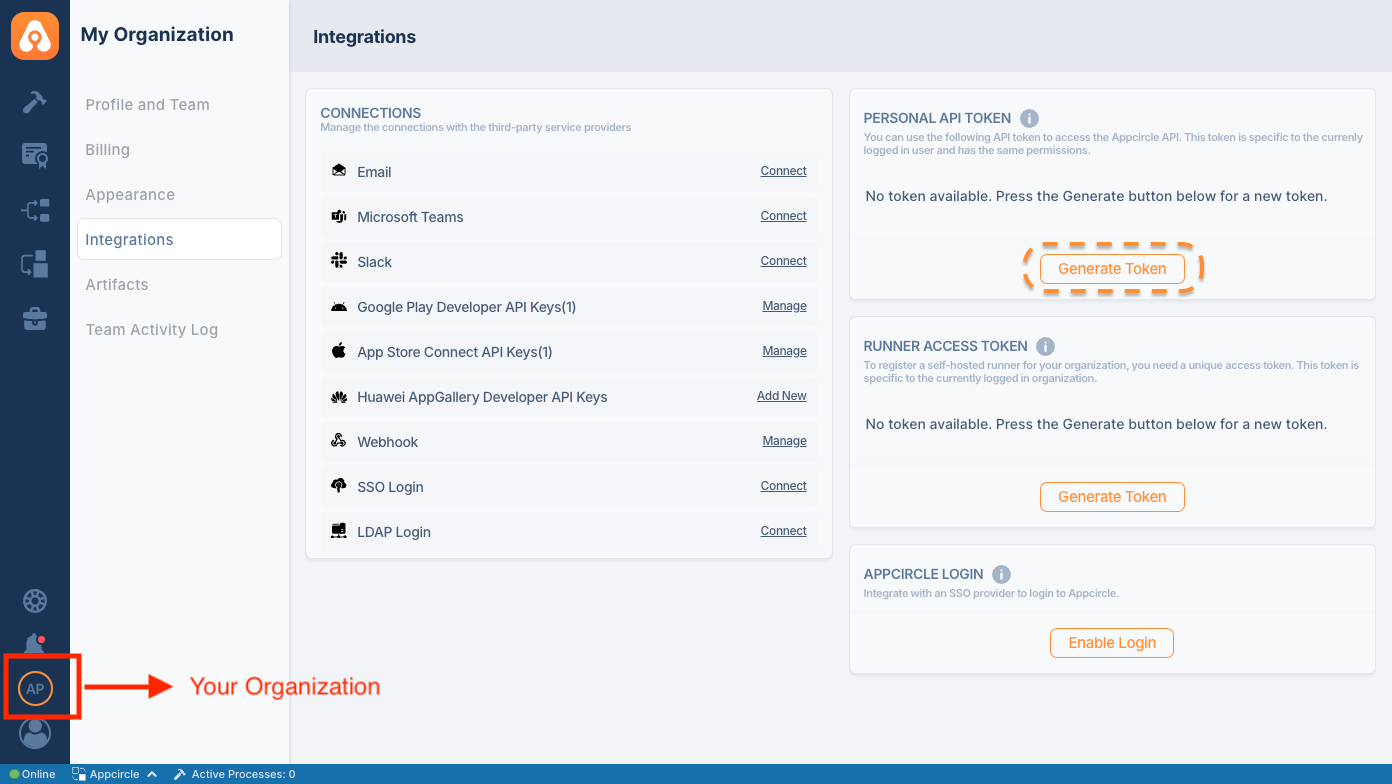 My Organization
Profile and Team
Billing
Appearance
Integrations
Artifacts
Team Activity Log
AP
Your Organization
Integrations
CONNECTIONS
Manage the connections with the third-party service providers
Email Connect
Microsoft Teams Connect
Slack Connect
Google Play Developer API Keys(1) Manage
App Store Connect API Keys(1) Manage
Huawei AppGallery Developer API Keys Add New
Webhook Manage
SSO Login Connect
LDAP Login Connect
PERSONAL API TOKEN i
You can use the following API token to access the Appcircle API. This token is specific to the currenly
logged in user and has the same permissions.
No token available. Press the Generate button below for a new token.
Generate Token
RUNNER ACCESS TOKEN i
To register a self-hosted runner for your organization, you need a unique access token. This token is
specific to the currently logged in organization.
No token available. Press the Generate button below for a new token.
Generate Token
APPCIRCLE LOGIN i
Integrate with an SSO provider to login to Appcircle.
Enable Login
Online Appcircle Active Processes: 0